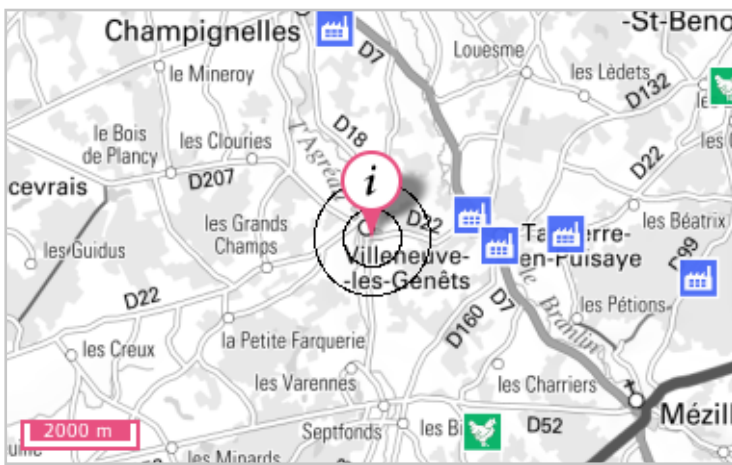 Champignelles
-St-Beno
D7
Louesme
le Mineroy
les Lèdets
D132
le Bois
de Plancy
les Clouries
D18
l'Agréau
D22
cevrais
D207
i
les Grands
Champs
D22
les Béatrix
les Guidus
Villeneuve-
-les-Genêts
en-Puisaye
D99
D22
D7
le Branlin
les Pétions
D160
la Petite Farquerie
les Creux
les Varennes
les Charriers
Mézill
2000 m
Septfonds
les Bi
D52
les Minards